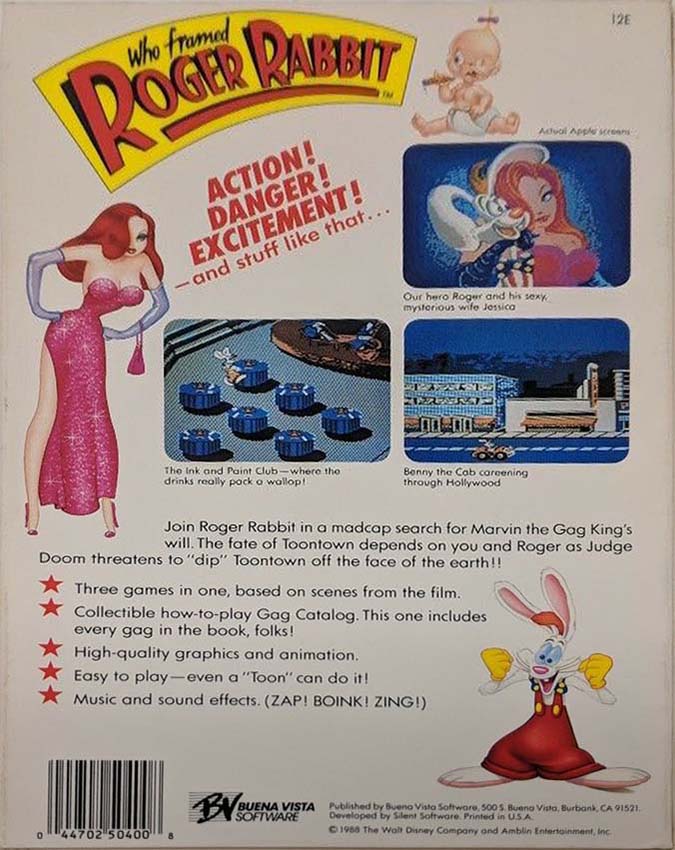 12E
Who framed
ROGER RABBIT
TM
Actual Apple screens
ACTION!
DANGER!
EXCITEMENT!
—and stuff like that...
Our hero Roger and his sexy,
mysterious wife Jessica
The Ink and Paint Club—where the
drinks really pack a wallop!
Benny the Cab careening
through Hollywood
Join Roger Rabbit in a madcap search for Marvin the Gag King's
will. The fate of Toontown depends on you and Roger as Judge
Doom threatens to "dip" Toontown off the face of the earth!!
Three games in one, based on scenes from the film.
Collectible how-to-play Gag Catalog. This one includes
every gag in the book, folks!
High-quality graphics and animation.
Easy to play—even a "Toon" can do it!
Music and sound effects. (ZAP! BOINK! ZING!)
0 44702 50400 8
BV BUENA VISTA
SOFTWARE
Published by Buena Vista Software, 500 S. Buena Vista, Burbank, CA 91521.
Developed by Silent Software. Printed in U.S.A.
© 1988 The Walt Disney Company and Amblin Entertainment, Inc.